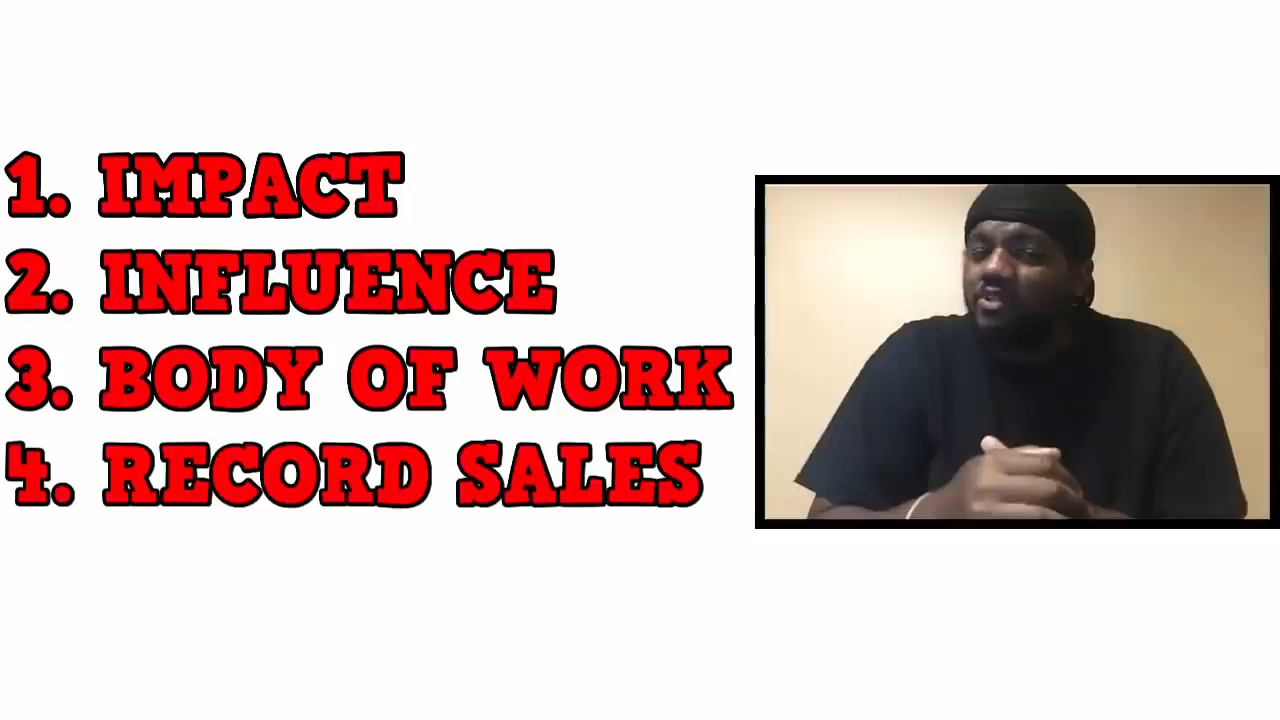 1. IMPACT
2. INFLUENCE
3. BODY OF WORK
4. RECORD SALES